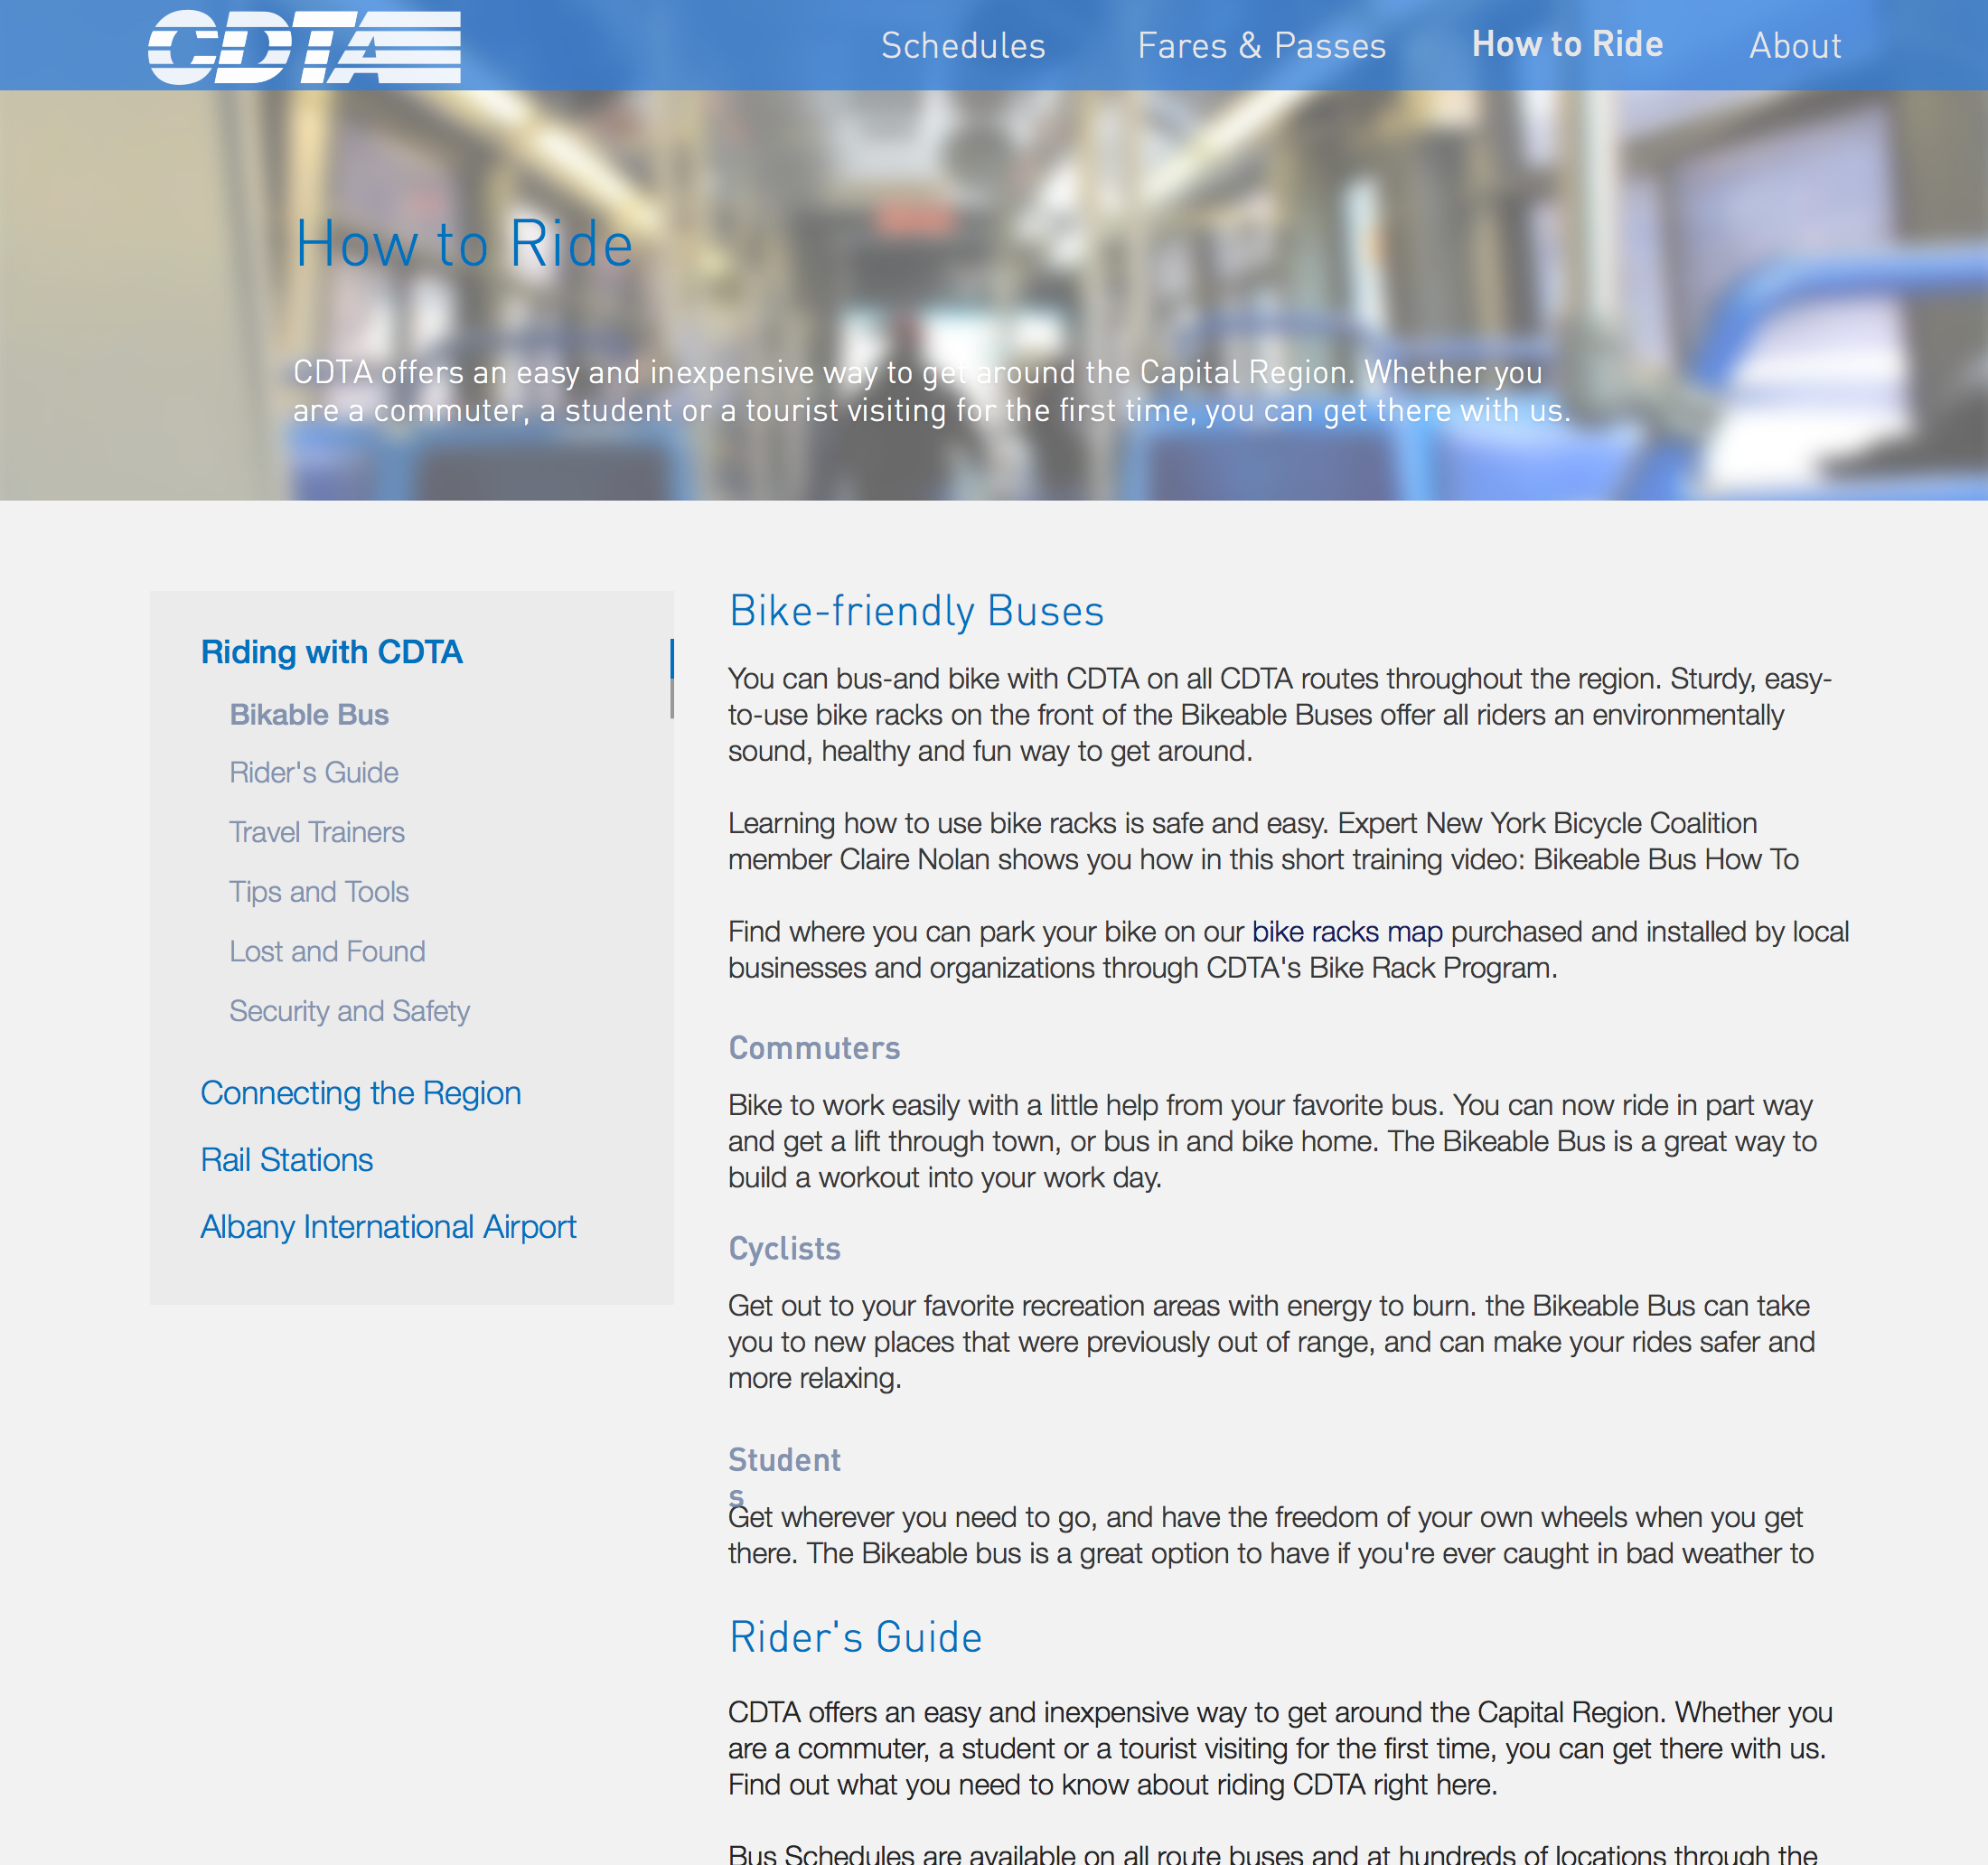 CDTA
Schedules
Fares & Passes
How to Ride
About
How to Ride
CDTA offers an easy and inexpensive way to get around the Capital Region. Whether you
are a commuter, a student or a tourist visiting for the first time, you can get there with us.
Riding with CDTA
Bikable Bus
Rider's Guide
Travel Trainers
Tips and Tools
Lost and Found
Security and Safety
Connecting the Region
Rail Stations
Albany International Airport
Bike-friendly Buses
You can bus-and bike with CDTA on all CDTA routes throughout the region. Sturdy, easy-
to-use bike racks on the front of the Bikeable Buses offer all riders an environmentally
sound, healthy and fun way to get around.
Learning how to use bike racks is safe and easy. Expert New York Bicycle Coalition
member Claire Nolan shows you how in this short training video: Bikeable Bus How To
Find where you can park your bike on our bike racks map purchased and installed by local
businesses and organizations through CDTA's Bike Rack Program.
Commuters
Bike to work easily with a little help from your favorite bus. You can now ride in part way
and get a lift through town, or bus in and bike home. The Bikeable Bus is a great way to
build a workout into your work day.
Cyclists
Get out to your favorite recreation areas with energy to burn. the Bikeable Bus can take
you to new places that were previously out of range, and can make your rides safer and
more relaxing.
Student
s
Get wherever you need to go, and have the freedom of your own wheels when you get
there. The Bikeable bus is a great option to have if you're ever caught in bad weather to
Rider's Guide
CDTA offers an easy and inexpensive way to get around the Capital Region. Whether you
are a commuter, a student or a tourist visiting for the first time, you can get there with us.
Find out what you need to know about riding CDTA right here.
Bus Schedules are available on all route buses and at hundreds of locations through the